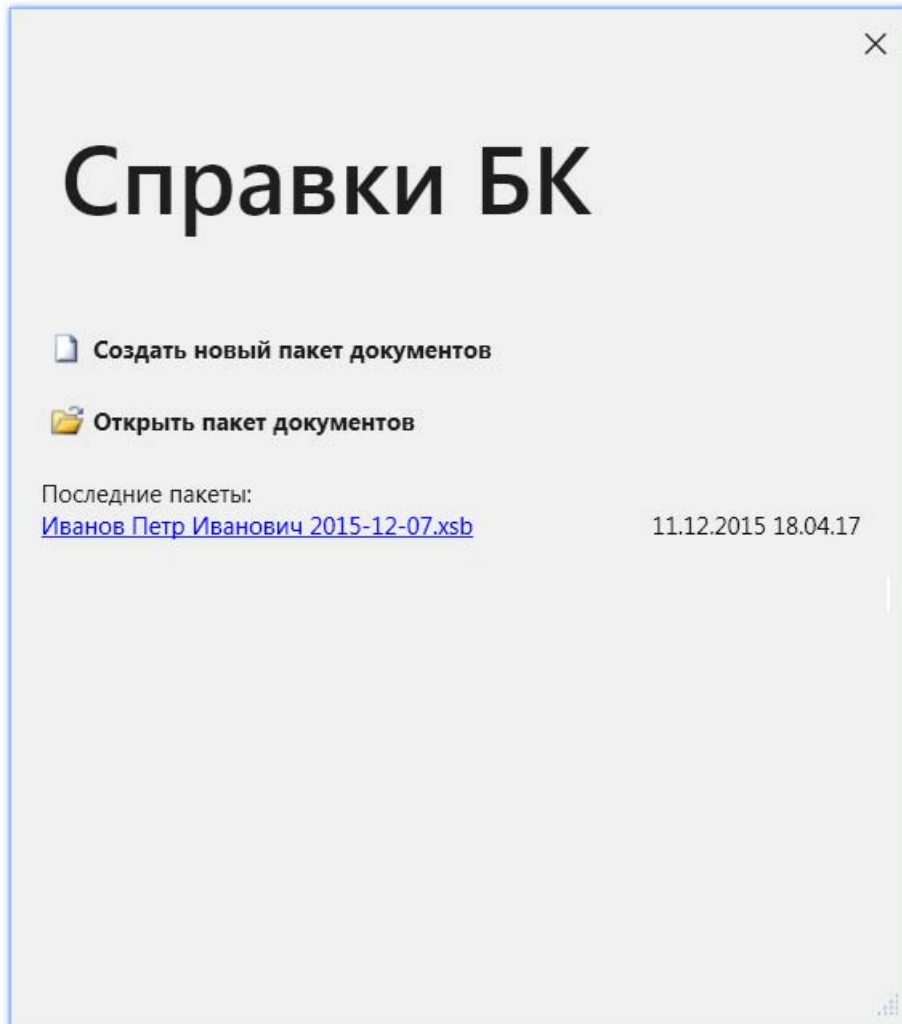 Справки БК
Создать новый пакет документов
Открыть пакет документов
Последние пакеты:
Иванов Петр Иванович 2015-12-07.xsb 11.12.2015 18.04.17